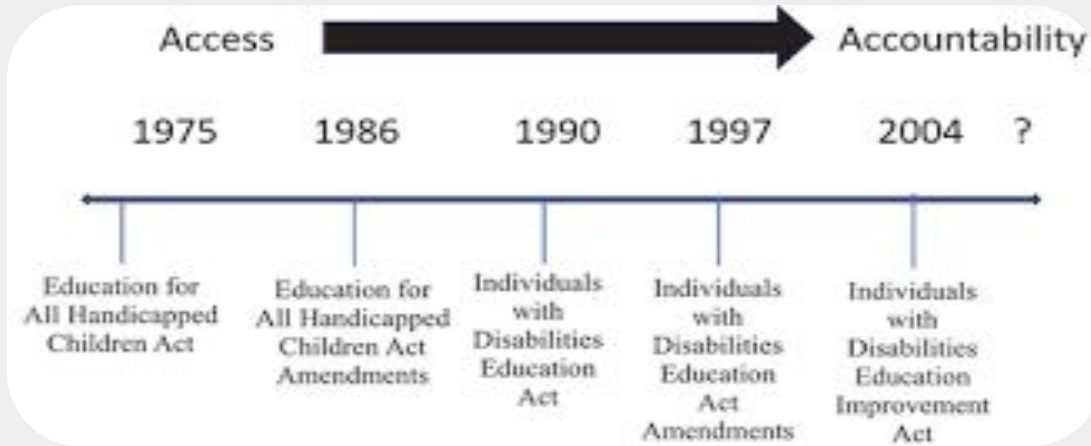 Access Accountability
1975 1986 1990 1997 2004 ?
Education for
All Handicapped
Children Act
Education for
All Handicapped
Children Act
Amendments
Individuals
with
Disabilities
Education
Act
Individuals
with
Disabilities
Education
Act
Amendments
Individuals
with
Disabilities
Education
Improvement
Act